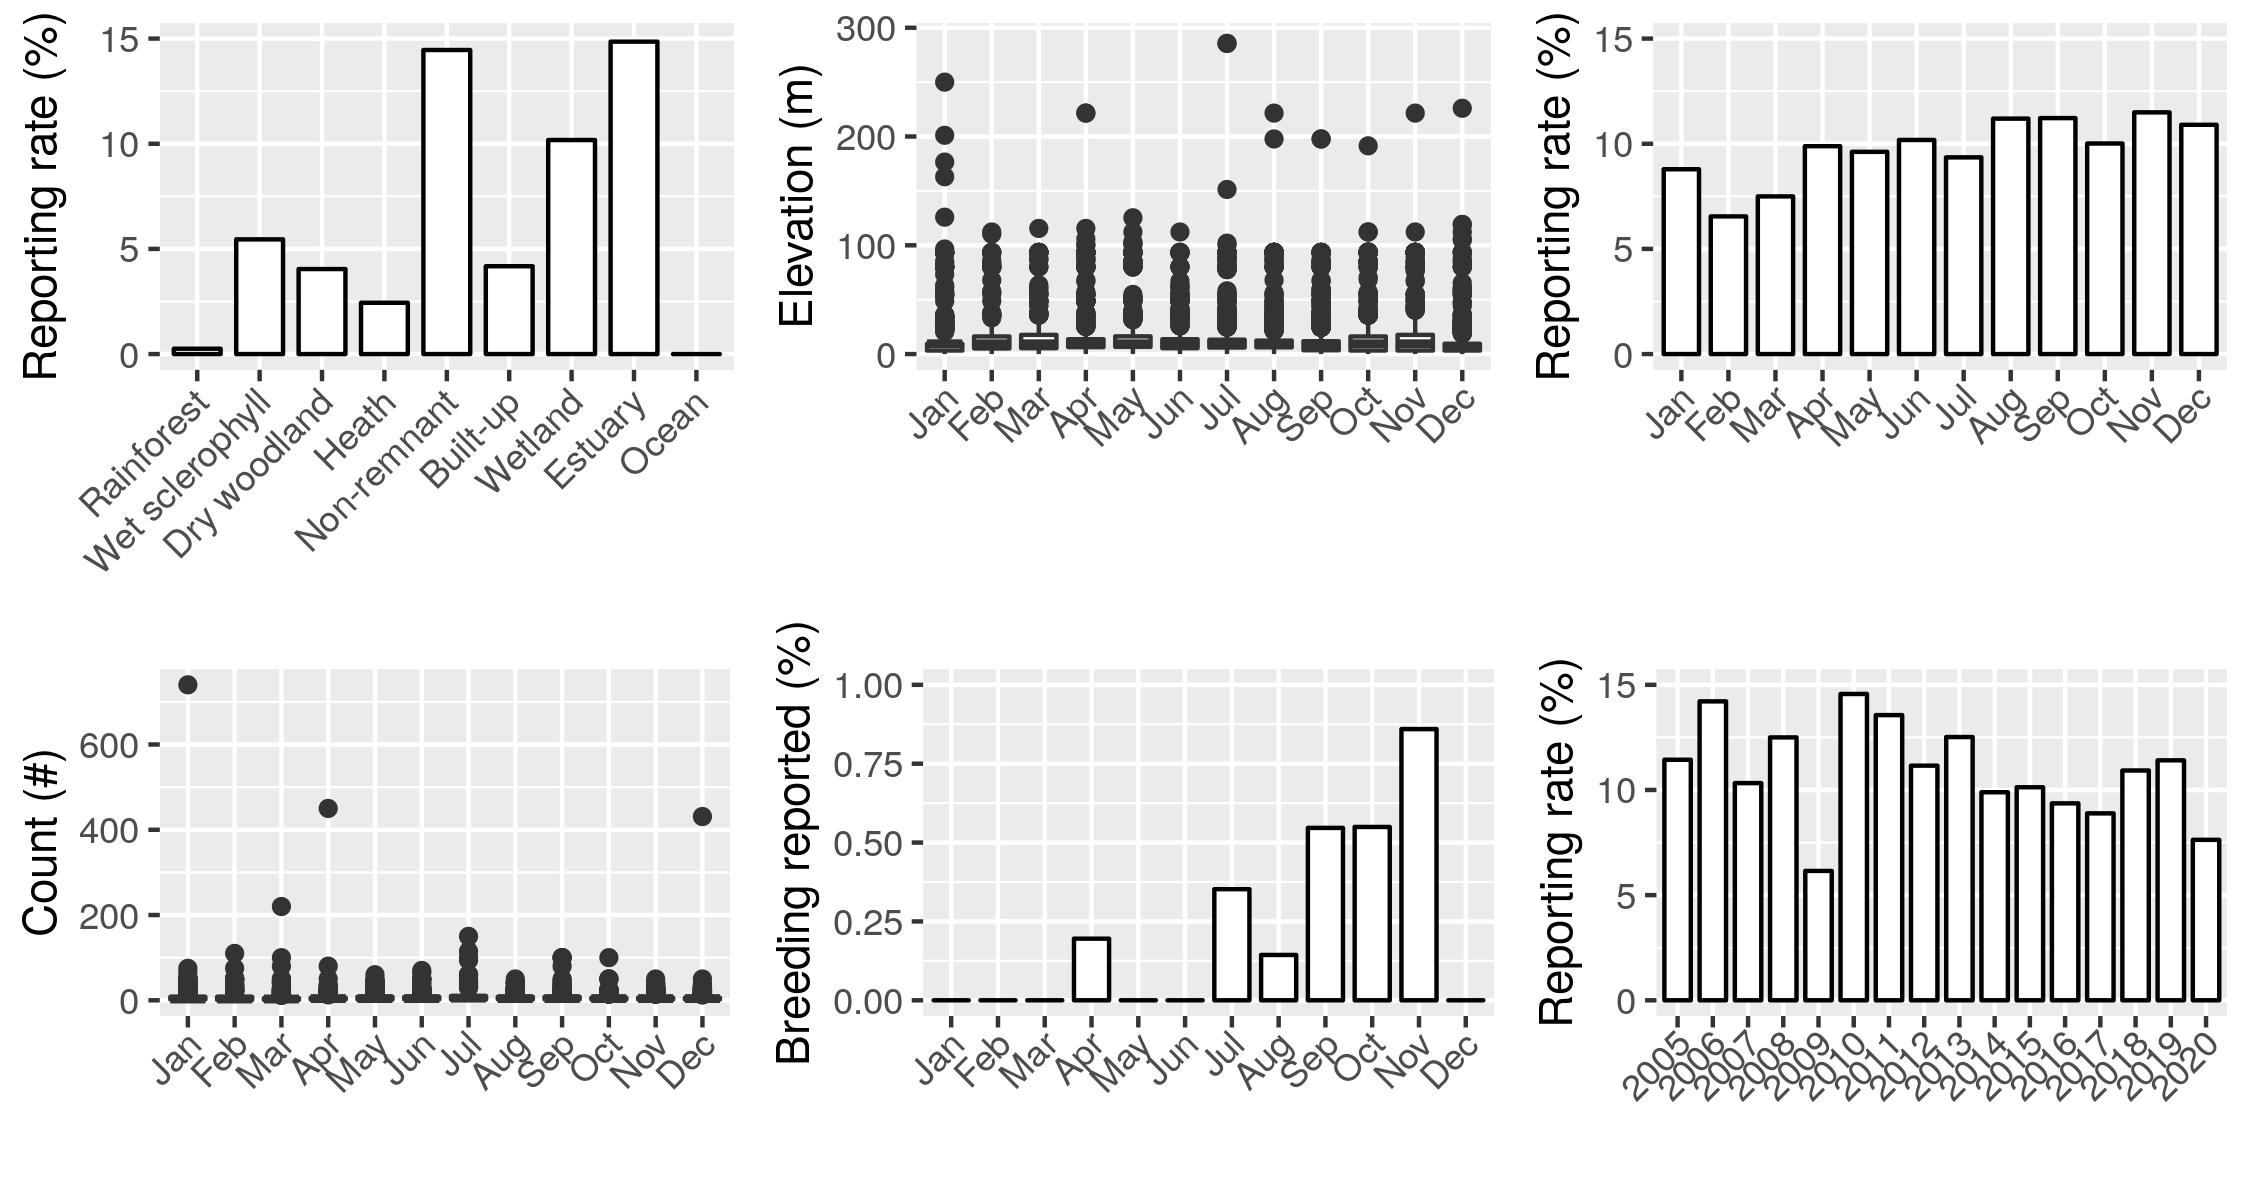 Reporting rate (%)
15
10
5
0
Rainforest
Wet sclerophyll
Dry woodland
Heath
Non-remnant
Built-up
Wetland
Estuary
Ocean
Elevation (m)
300
200
100
0
Jan
Feb
Mar
Apr
May
Jun
Jul
Aug
Sep
Oct
Nov
Dec
Reporting rate (%)
15
10
5
0
Jan
Feb
Mar
Apr
May
Jun
Jul
Aug
Sep
Oct
Nov
Dec
Count (#)
600
400
200
0
Jan
Feb
Mar
Apr
May
Jun
Jul
Aug
Sep
Oct
Nov
Dec
Breeding reported (%)
1.00
0.75
0.50
0.25
0.00
Jan
Feb
Mar
Apr
May
Jun
Jul
Aug
Sep
Oct
Nov
Dec
Reporting rate (%)
15
10
5
0
2005
2006
2007
2008
2009
2010
2011
2012
2013
2014
2015
2016
2017
2018
2019
2020